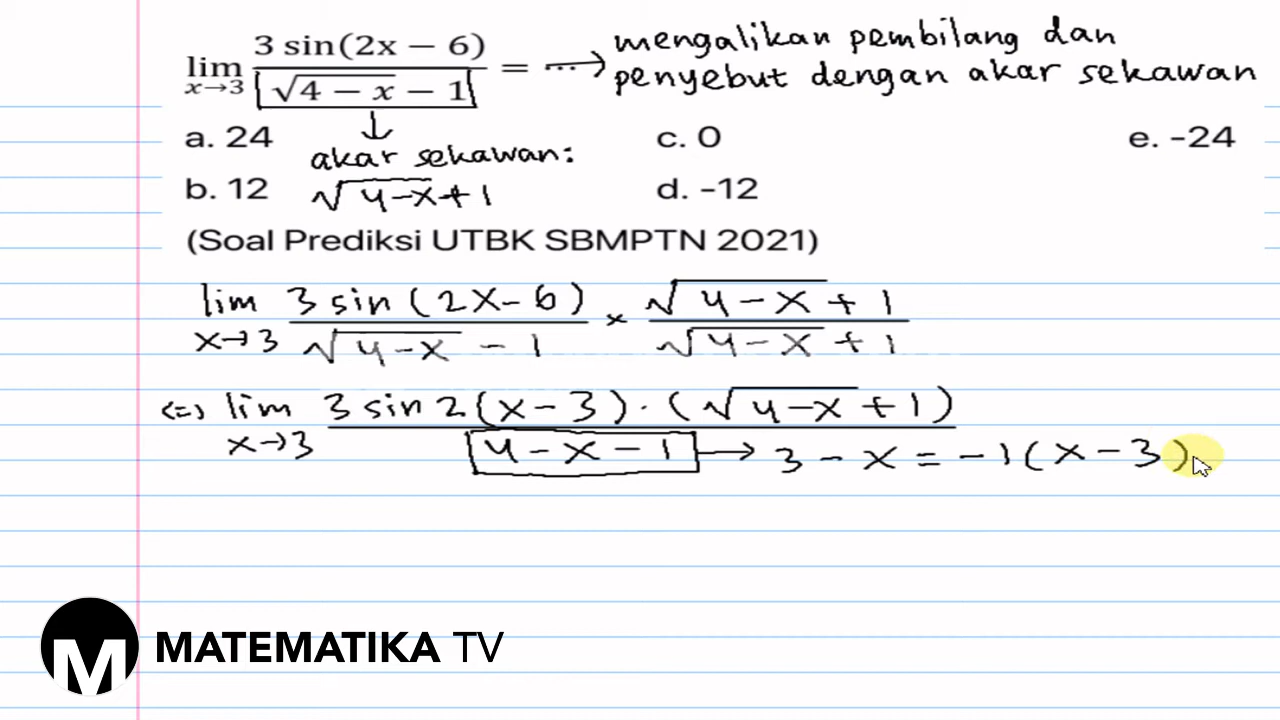 lim x→3 3 sin(2x − 6) / √4 − x − 1 = ... → mengalikan pembilang dan
penyebut dengan akar sekawan
a. 24 c. 0 e. -24
↓
akar sekawan:
b. 12 √4-x+1 d. -12
(Soal Prediksi UTBK SBMPTN 2021)
lim x→3 3 sin (2x-6) / √4-x - 1 × √4-x + 1 / √4-x + 1
(=) lim x→3 3 sin 2(x-3) · (√4-x + 1) / 4-x-1 → 3-x = -1(x-3)
M MATEMATIKA TV